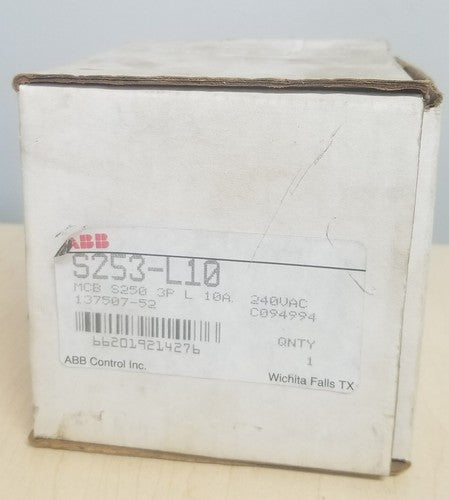 ABB
S253-L10
MCB S250 3P L 10A 240VAC
137507-52 C094994
662019214276
QNTY
1
ABB Control Inc. Wichita Falls TX